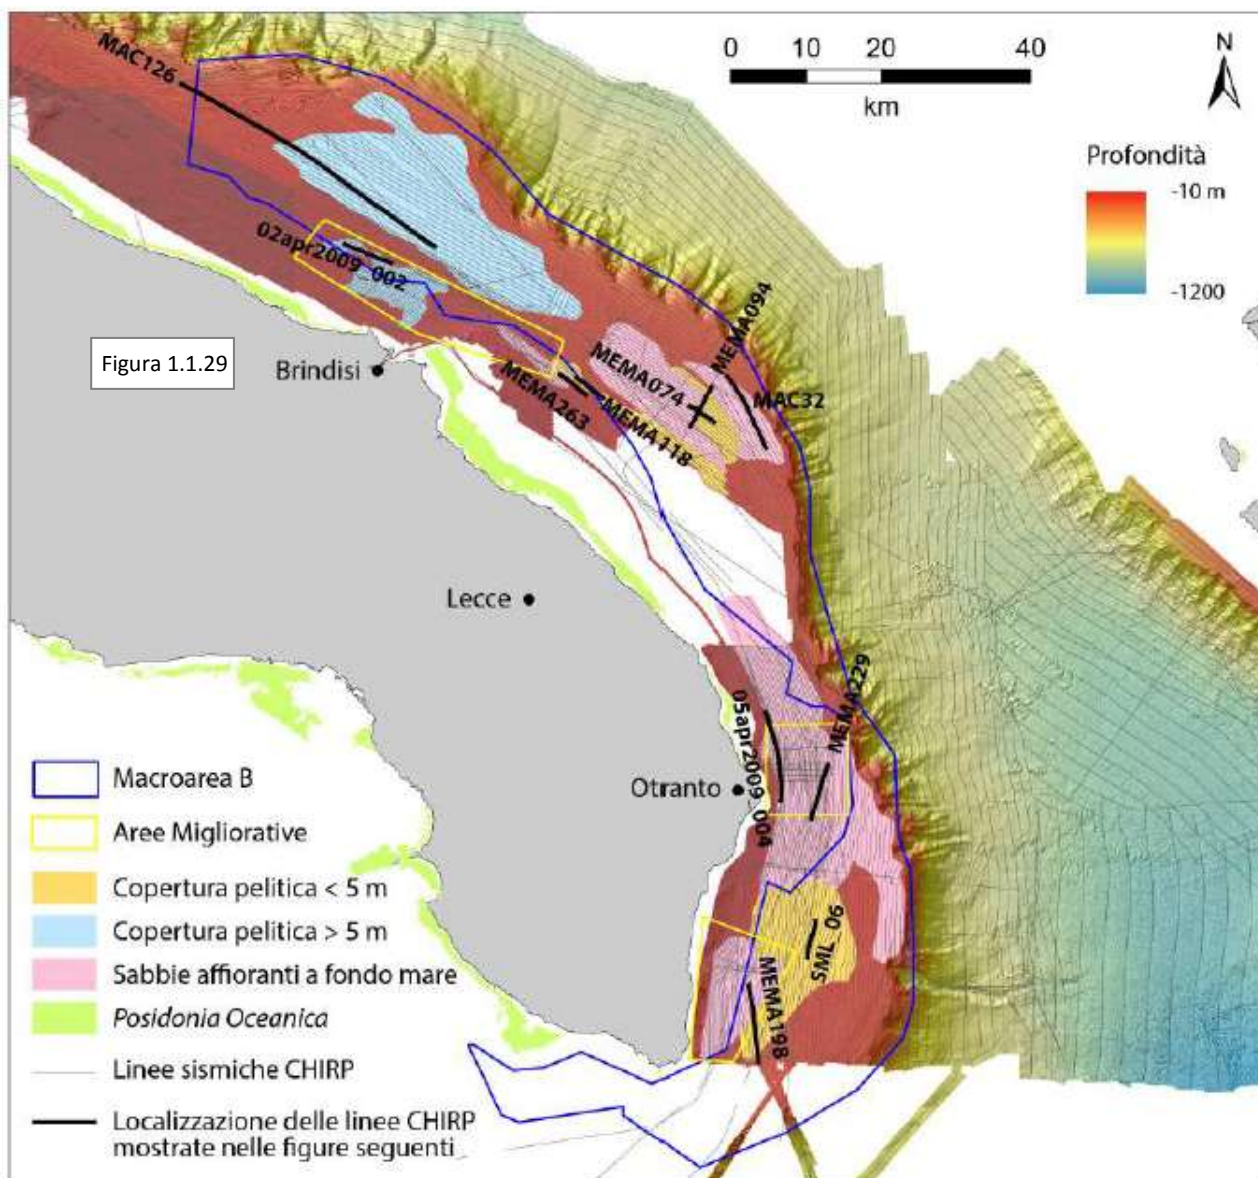 MAC126
0 10 20 40
km
N
Profondità
-10 m
-1200
02apr2009_002
Figura 1.1.29
Brindisi
MEMA263
MEMA118
MEMA074
MEMA094
MAC32
Lecce
Otranto
05apr2009_004
MEMA229
SML_06
MEMA198
Macroarea B
Aree Migliorative
Copertura pelitica < 5 m
Copertura pelitica > 5 m
Sabbie affioranti a fondo mare
Posidonia Oceanica
Linee sismiche CHIRP
Localizzazione delle linee CHIRP
mostrate nelle figure seguenti